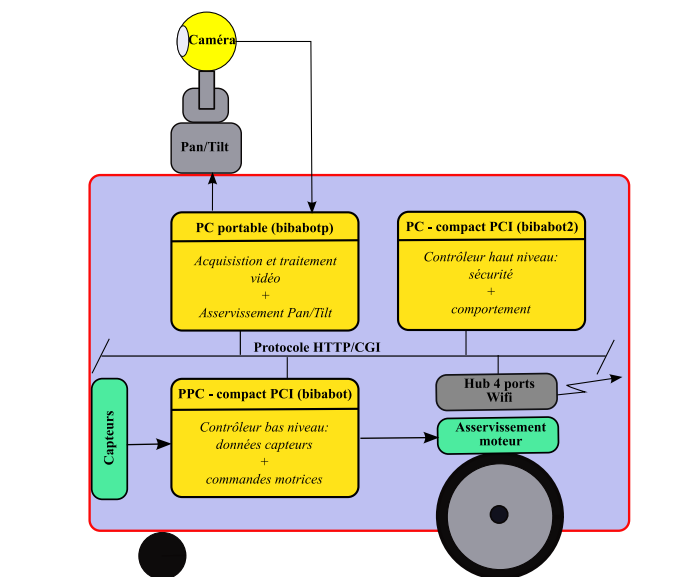 Caméra
Pan/Tilt
PC portable (bibabotp)
Acquisistion et traitement
vidéo
+
Asservissement Pan/Tilt
PC - compact PCI (bibabot2)
Contrôleur haut niveau:
sécurité
+
comportement
Protocole HTTP/CGI
Capteurs
PPC - compact PCI (bibabot)
Contrôleur bas niveau:
données capteurs
+
commandes motrices
Hub 4 ports
Wifi
Asservissement
moteur